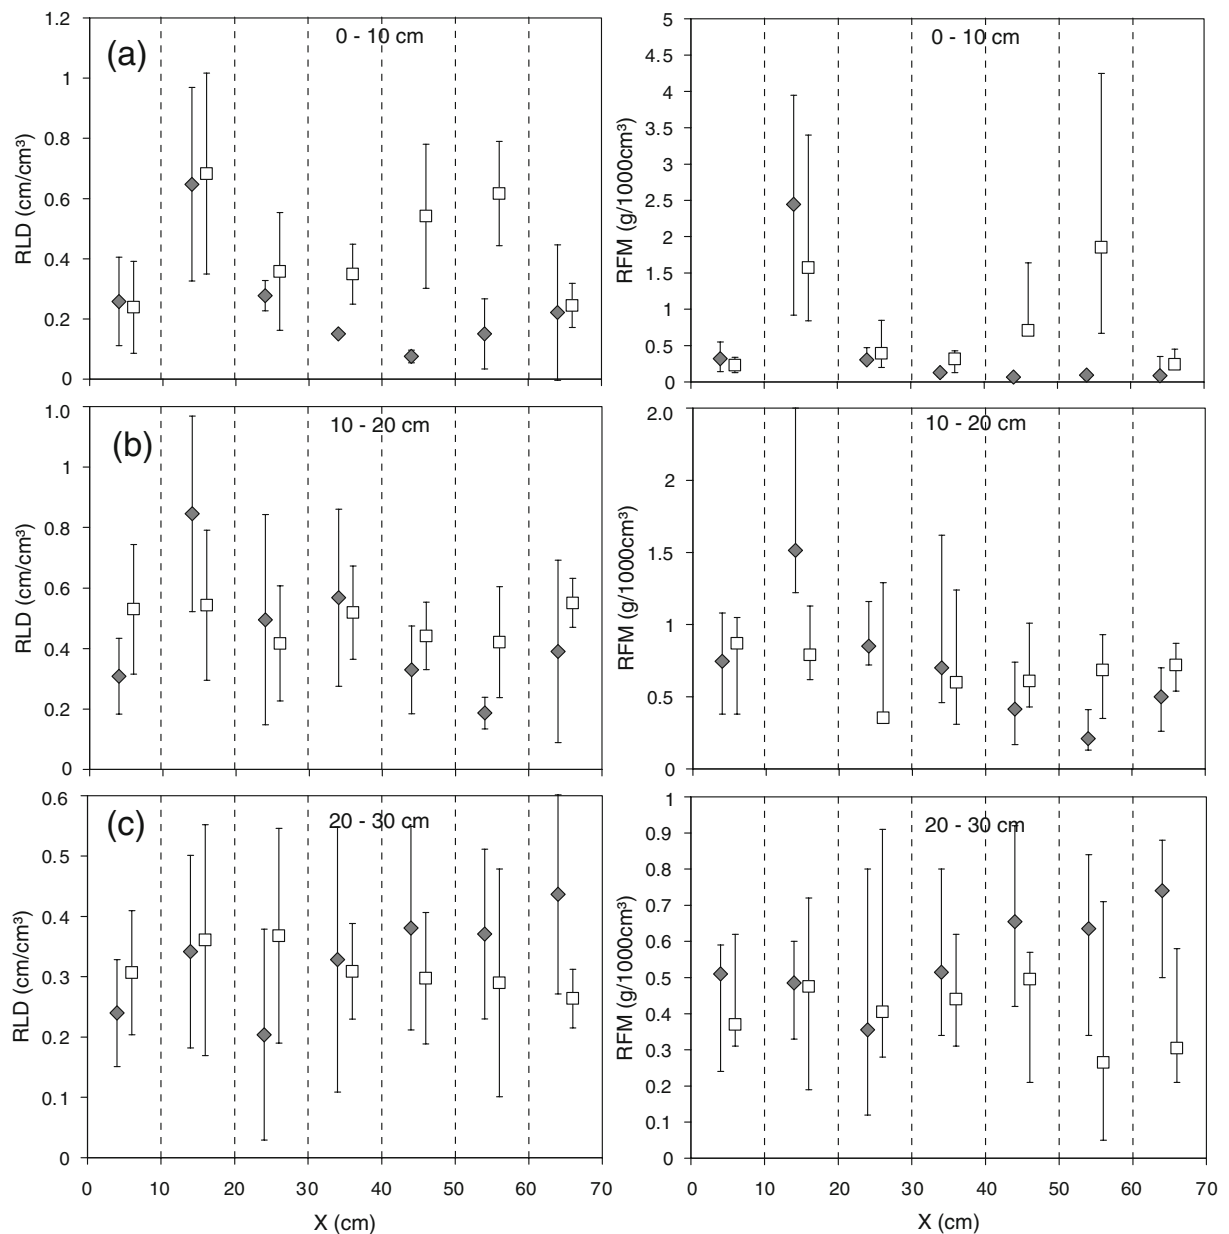 (a)
0 - 10 cm
RLD (cm/cm³)
1.2
1
0.8
0.6
0.4
0.2
0
0 - 10 cm
RFM (g/1000cm³)
5
4.5
4
3.5
3
2.5
2
1.5
1
0.5
0
(b)
10 - 20 cm
RLD (cm/cm³)
1.0
1
0.8
0.6
0.4
0.2
0
10 - 20 cm
RFM (g/1000cm³)
2.0
2
1.5
1
0.5
0
(c)
20 - 30 cm
RLD (cm/cm³)
0.6
0.5
0.4
0.3
0.2
0.1
0
0 10 20 30 40 50 60 70
X (cm)
20 - 30 cm
RFM (g/1000cm³)
1
0.9
0.8
0.7
0.6
0.5
0.4
0.3
0.2
0.1
0
0 10 20 30 40 50 60 70
X (cm)